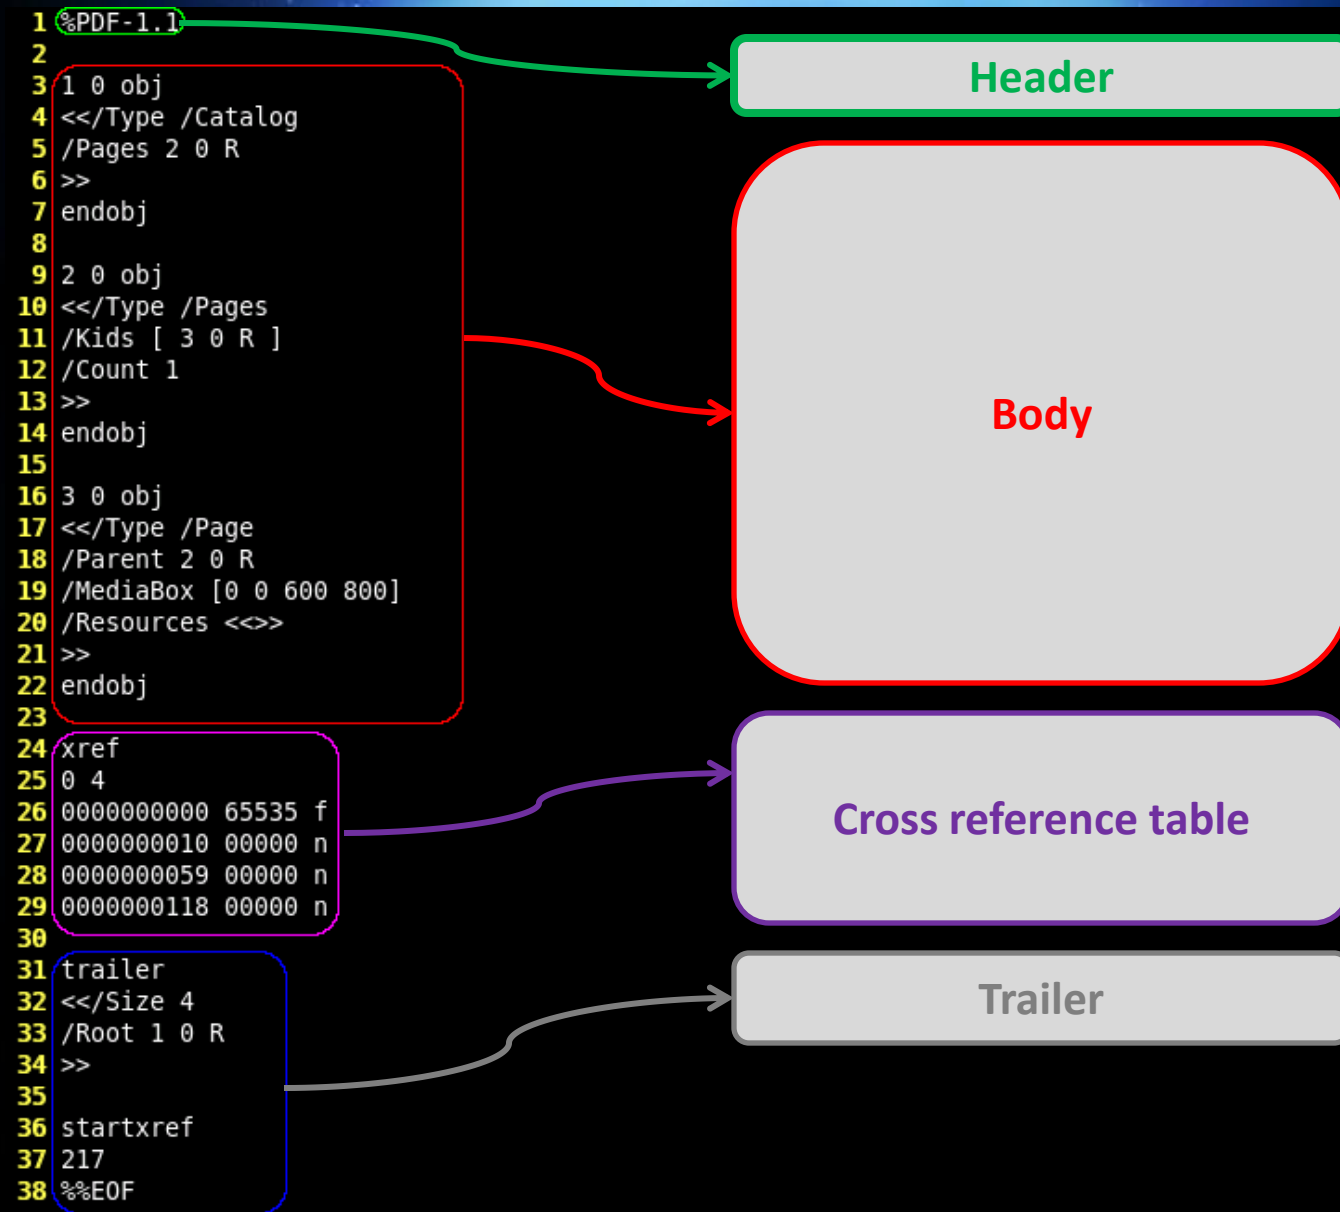 1 %PDF-1.1
2
3 1 0 obj
4 <</Type /Catalog
5 /Pages 2 0 R
6 >>
7 endobj
8
9 2 0 obj
10 <</Type /Pages
11 /Kids [ 3 0 R ]
12 /Count 1
13 >>
14 endobj
15
16 3 0 obj
17 <</Type /Page
18 /Parent 2 0 R
19 /MediaBox [0 0 600 800]
20 /Resources <<>>
21 >>
22 endobj
23
24 xref
25 0 4
26 0000000000 65535 f
27 0000000010 00000 n
28 0000000059 00000 n
29 0000000118 00000 n
30
31 trailer
32 <</Size 4
33 /Root 1 0 R
34 >>
35
36 startxref
37 217
38 %%EOF
Header
Body
Cross reference table
Trailer